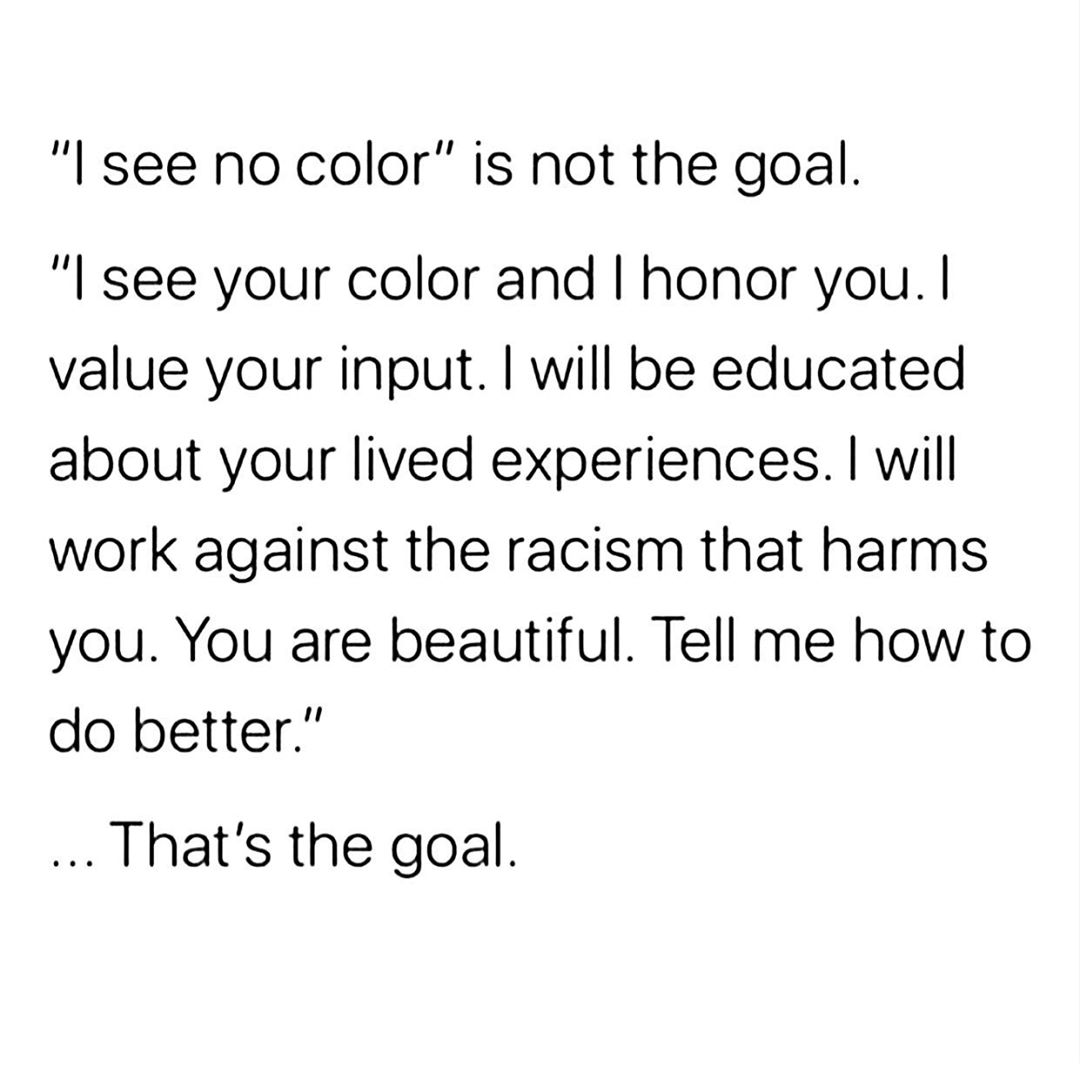 "I see no color" is not the goal.
"I see your color and I honor you. I
value your input. I will be educated
about your lived experiences. I will
work against the racism that harms
you. You are beautiful. Tell me how to
do better."
... That's the goal.